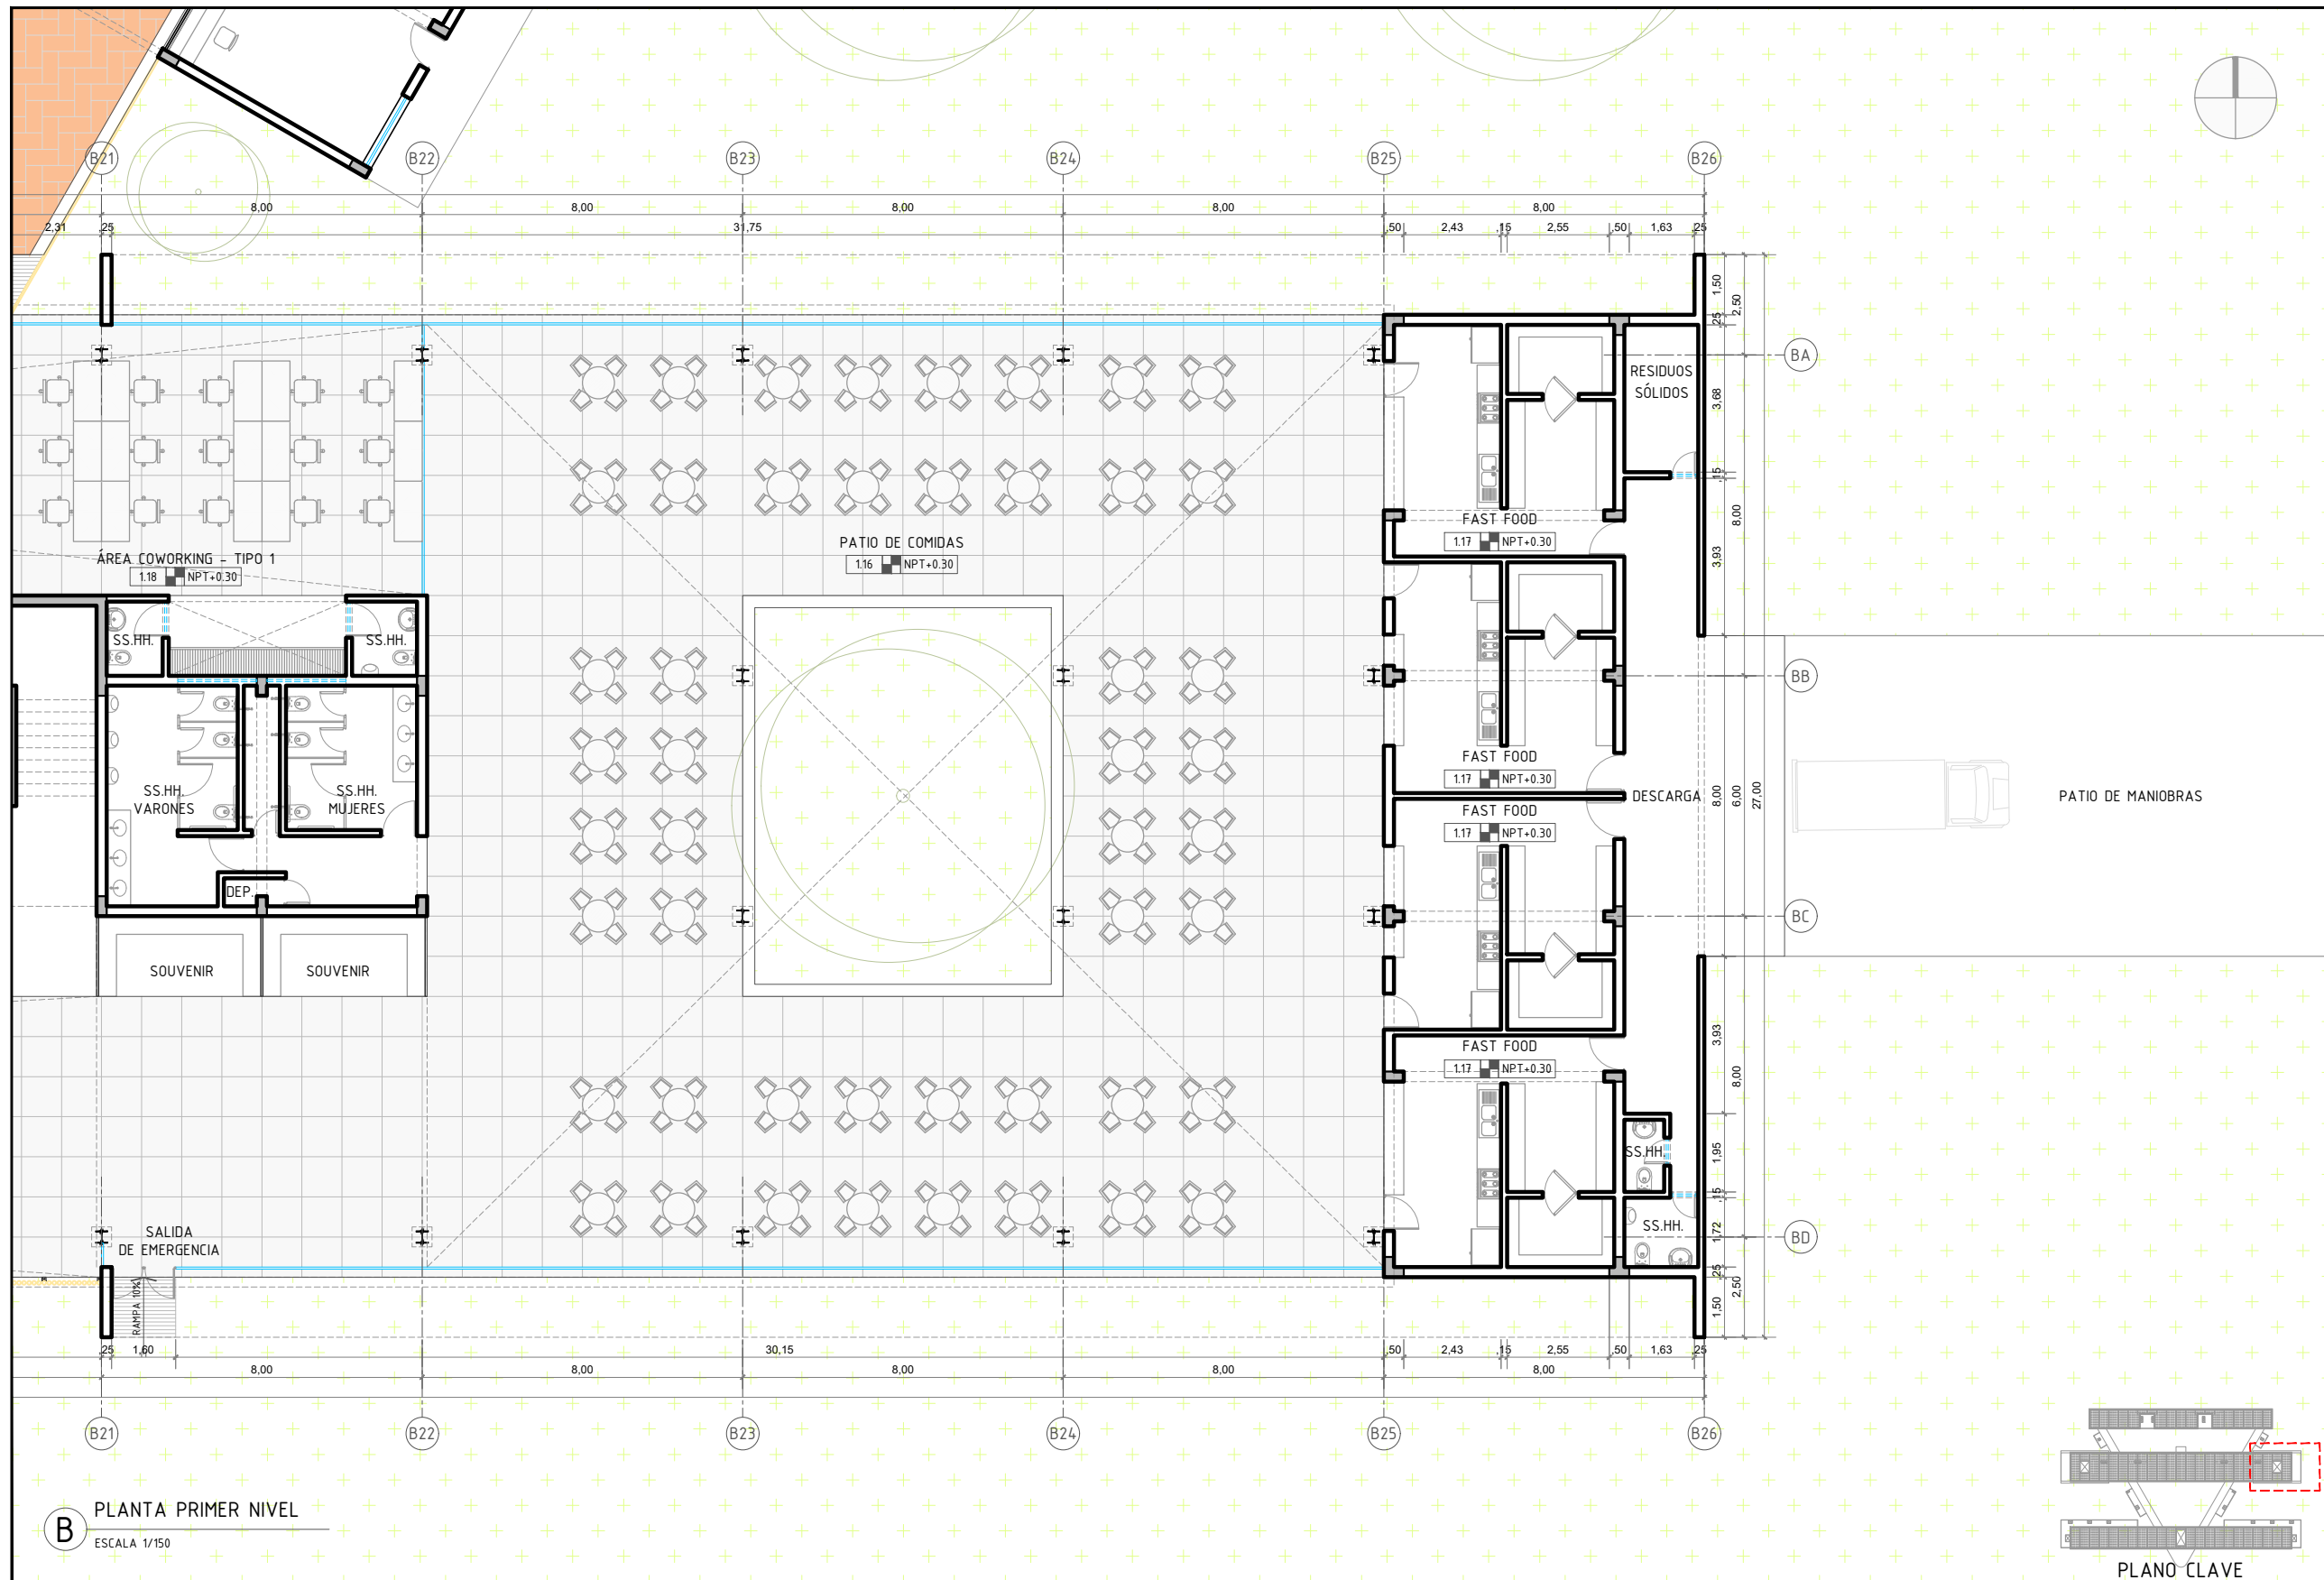 B21
B22
B23
B24
B25
B26
8,00
8,00
8,00
8,00
8,00
2,31
,25
31,75
,50
2,43
,15
2,55
,50
1,63
,25
1,50
2,50
,25
BA
RESIDUOS
SÓLIDOS
3,68
,15
8,00
FAST FOOD
1.17 NPT+0.30
3,93
PATIO DE COMIDAS
1.16 NPT+0.30
ÁREA COWORKING - TIPO 1
1.18 NPT+0.30
SS.HH.
SS.HH.
BB
FAST FOOD
1.17 NPT+0.30
SS.HH.
VARONES
SS.HH.
MUJERES
DESCARGA
8,00
6,00
27,00
PATIO DE MANIOBRAS
FAST FOOD
1.17 NPT+0.30
DEP.
BC
SOUVENIR
SOUVENIR
3,93
FAST FOOD
1.17 NPT+0.30
8,00
SS.HH.
1,95
,15
SS.HH.
1,72
BD
SALIDA
DE EMERGENCIA
RAMPA 10%
,25
2,50
1,50
,25
1,60
30,15
,50
2,43
,15
2,55
,50
1,63
,25
8,00
8,00
8,00
8,00
8,00
B21
B22
B23
B24
B25
B26
B
PLANTA PRIMER NIVEL
ESCALA 1/150
PLANO CLAVE